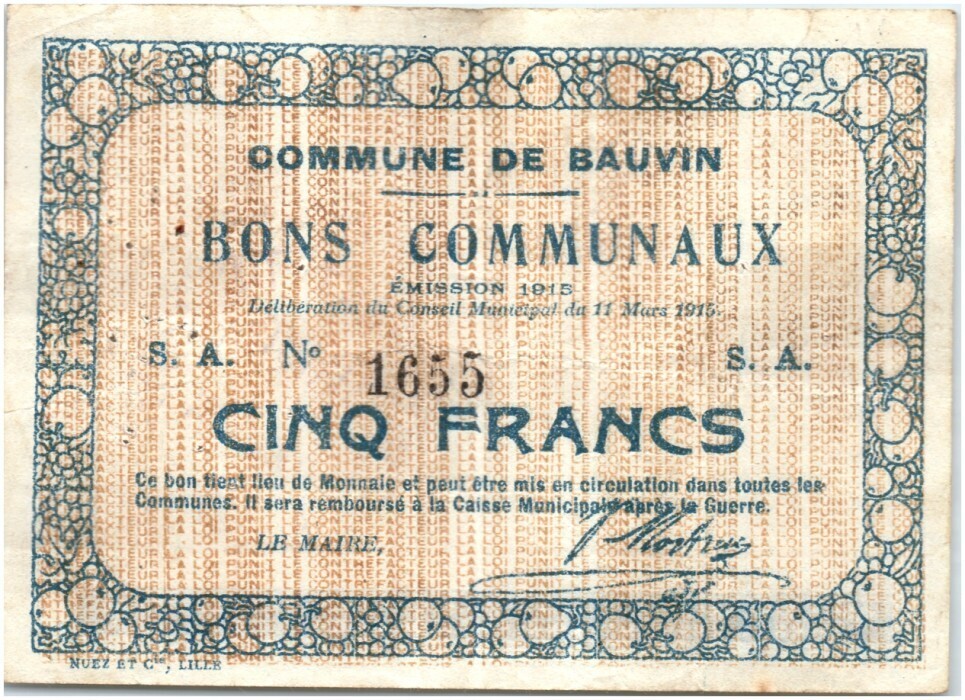 COMMUNE DE BAUVIN
BONS COMMUNAUX
ÉMISSION 1915
Délibération du Conseil Municipal du 11 Mars 1915.
S. A. Nº 1655 S. A.
CINQ FRANCS
Ce bon tient lieu de Monnaie et peut être mis en circulation dans toutes les
Communes. Il sera remboursé à la Caisse Municipale après la Guerre.
LE MAIRE,
NUEZ ET Cie, LILLE